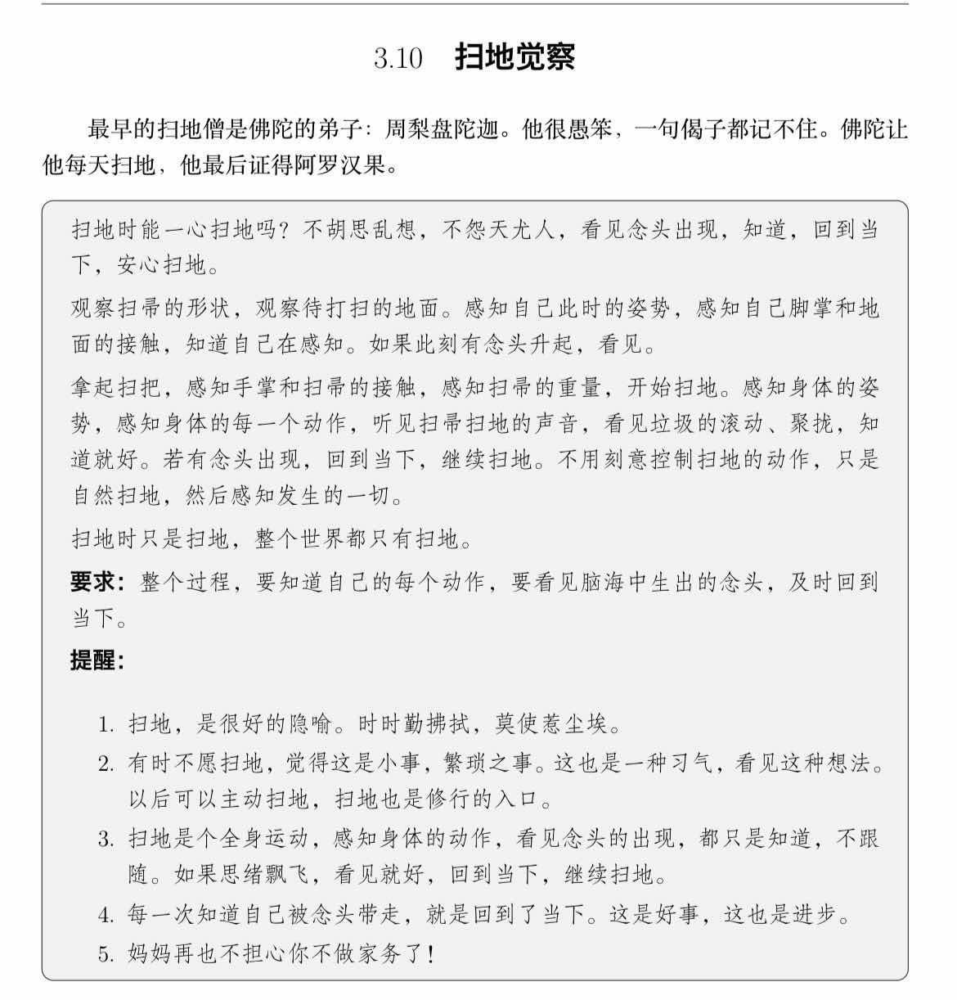 3.10 扫地觉察
最早的扫地僧是佛陀的弟子：周梨盘陀迦。他很愚笨，一句偈子都记不住。佛陀让
他每天扫地，他最后证得阿罗汉果。
扫地时能一心扫地吗？不胡思乱想，不怨天尤人，看见念头出现，知道，回到当
下，安心扫地。
观察扫帚的形状，观察待打扫的地面。感知自己此时的姿势，感知自己脚掌和地
面的接触，知道自己在感知。如果此刻有念头升起，看见。
拿起扫把，感知手掌和扫帚的接触，感知扫帚的重量，开始扫地。感知身体的姿
势，感知身体的每一个动作，听见扫帚扫地的声音，看见垃圾的滚动、聚拢，知
道就好。若有念头出现，回到当下，继续扫地。不用刻意控制扫地的动作，只是
自然扫地，然后感知发生的一切。
扫地时只是扫地，整个世界都只有扫地。
要求：整个过程，要知道自己的每个动作，要看见脑海中生出的念头，及时回到
当下。
提醒：
1. 扫地，是很好的隐喻。时时勤拂拭，莫使惹尘埃。
2. 有时不愿扫地，觉得这是小事，繁琐之事。这也是一种习气，看见这种想法。
以后可以主动扫地，扫地也是修行的入口。
3. 扫地是个全身运动，感知身体的动作，看见念头的出现，都只是知道，不跟
随。如果思绪飘飞，看见就好，回到当下，继续扫地。
4. 每一次知道自己被念头带走，就是回到了当下。这是好事，这也是进步。
5. 妈妈再也不担心你不做家务了！